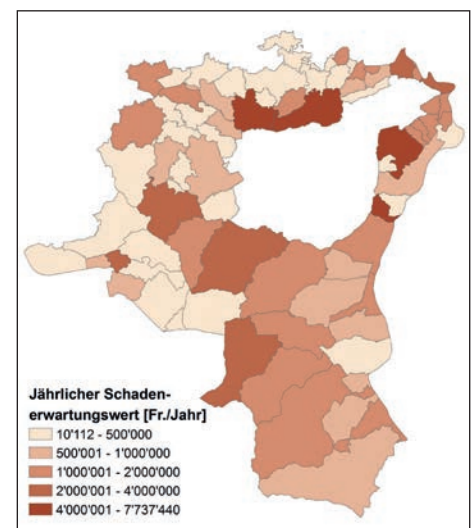 Jährlicher Schaden-
erwartungswert [Fr./Jahr]
10'112 - 500'000
500'001 - 1'000'000
1'000'001 - 2'000'000
2'000'001 - 4'000'000
4'000'001 - 7'737'440